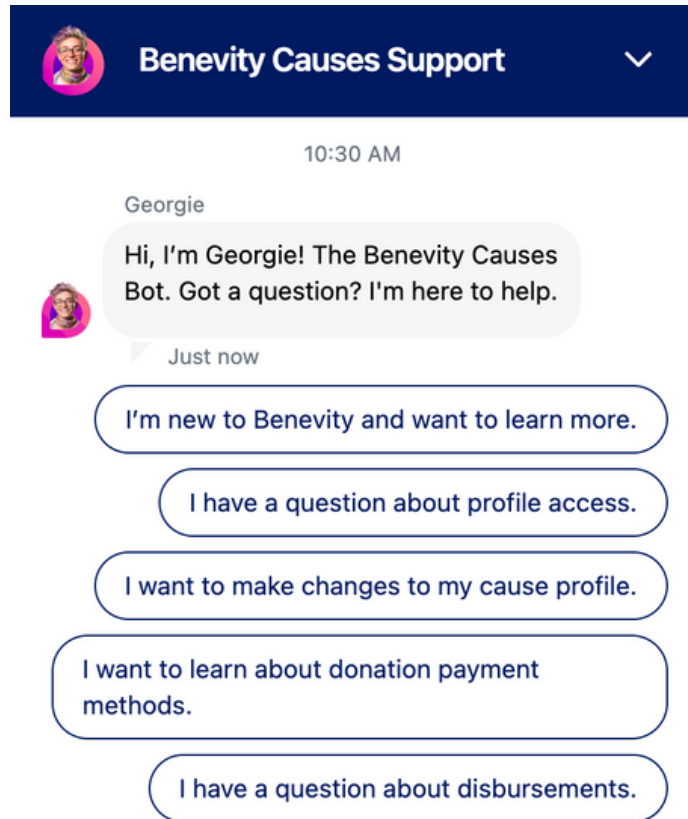 Benevity Causes Support
10:30 AM
Georgie
Hi, I’m Georgie! The Benevity Causes
Bot. Got a question? I'm here to help.
Just now
I’m new to Benevity and want to learn more.
I have a question about profile access.
I want to make changes to my cause profile.
I want to learn about donation payment
methods.
I have a question about disbursements.